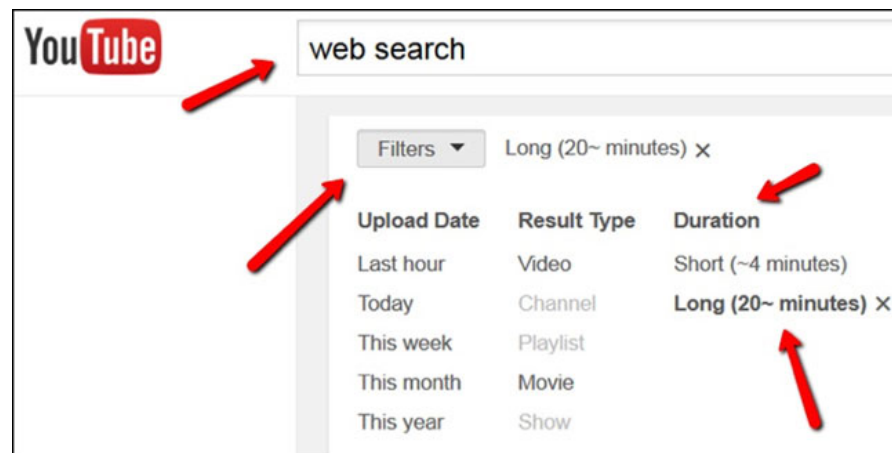 YouTube
web search
Filters
Long (20~ minutes) ×
Upload Date Result Type Duration
Last hour Video Short (~4 minutes)
Today Channel Long (20~ minutes) ×
This week Playlist
This month Movie
This year Show